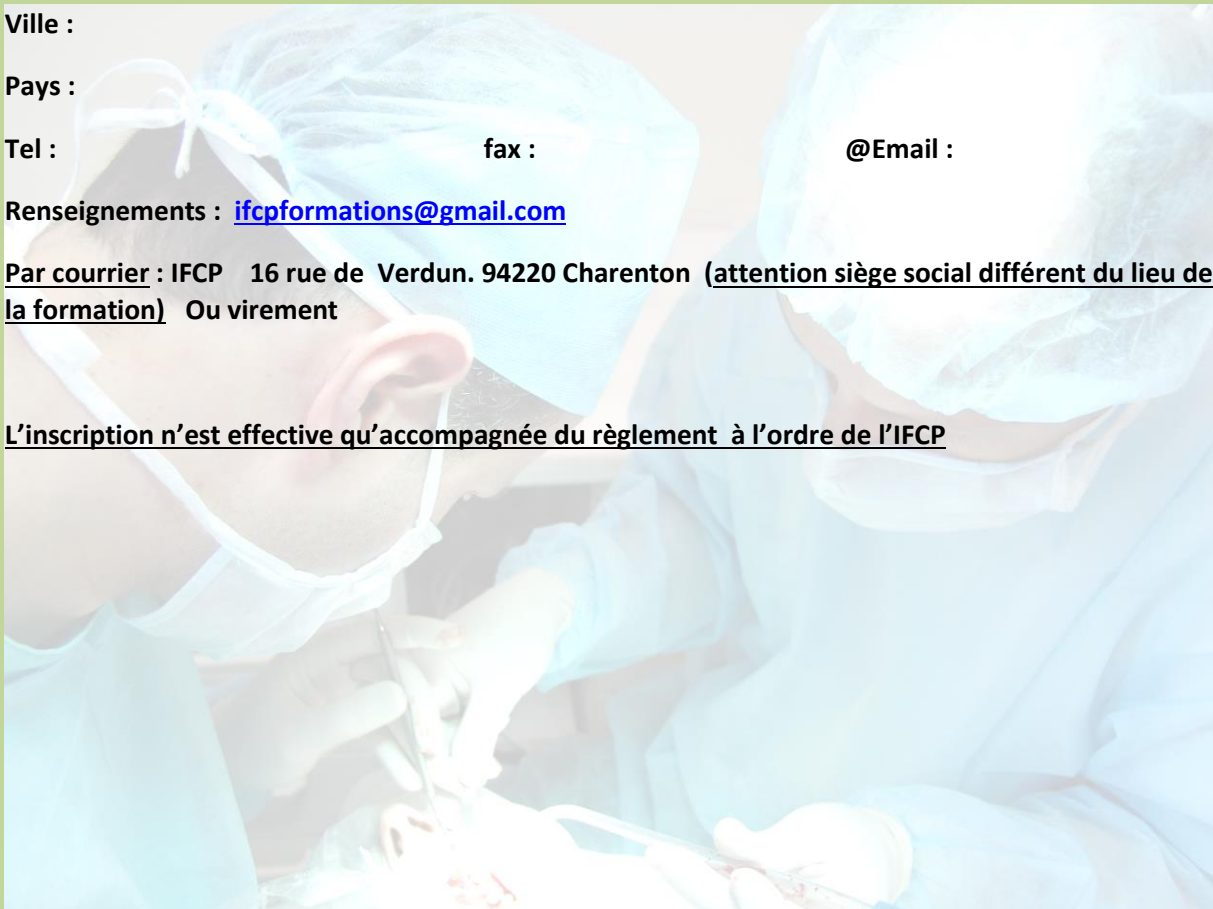 Ville :
Pays :
Tel : fax : @Email :
Renseignements : ifcpformations@gmail.com
Par courrier : IFCP 16 rue de Verdun. 94220 Charenton (attention siège social différent du lieu de
la formation) Ou virement
L’inscription n’est effective qu’accompagnée du règlement à l’ordre de l’IFCP